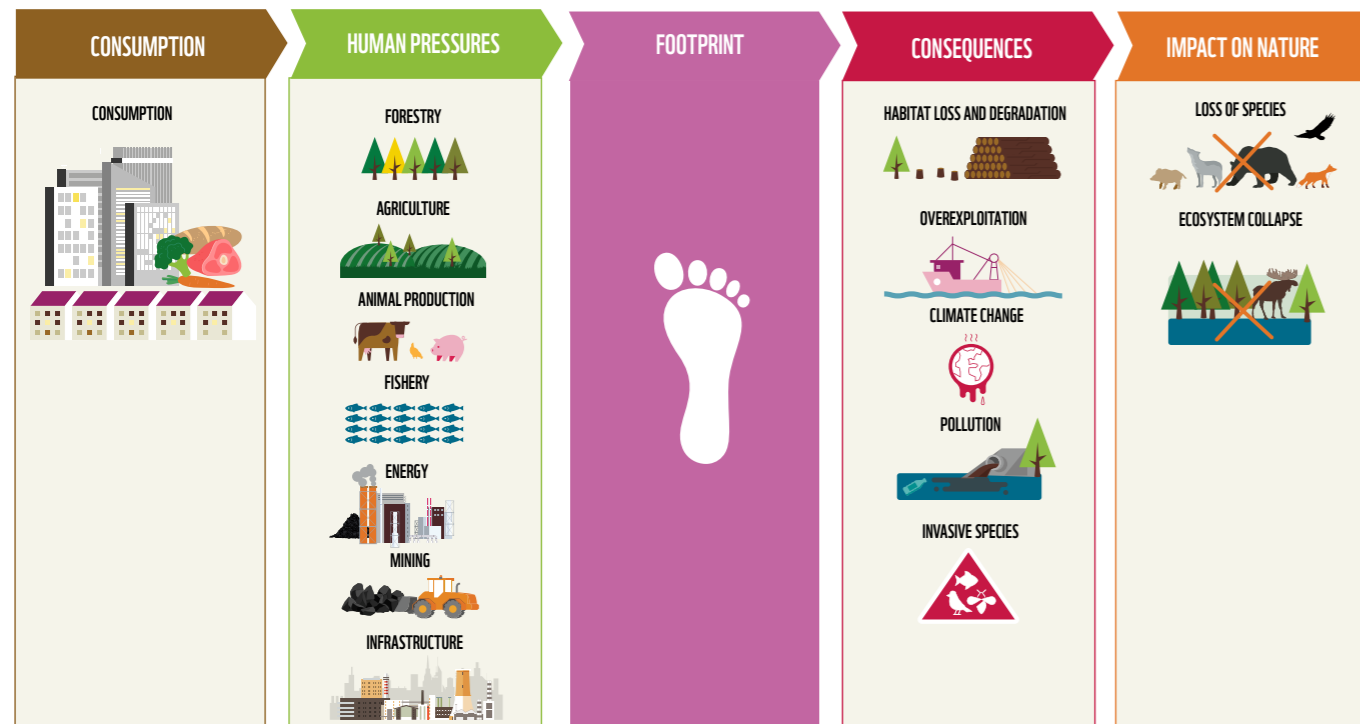 CONSUMPTION
HUMAN PRESSURES
FOOTPRINT
CONSEQUENCES
IMPACT ON NATURE
CONSUMPTION
FORESTRY
AGRICULTURE
ANIMAL PRODUCTION
FISHERY
ENERGY
MINING
INFRASTRUCTURE
HABITAT LOSS AND DEGRADATION
OVEREXPLOITATION
CLIMATE CHANGE
POLLUTION
INVASIVE SPECIES
LOSS OF SPECIES
ECOSYSTEM COLLAPSE